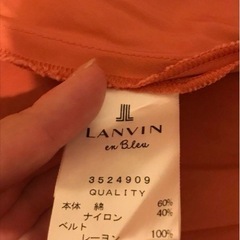 LANVIN
en Bleu
3524909
QUALITY
本体 綿 60%
ナイロン 40%
ベルト
レーヨン 100%